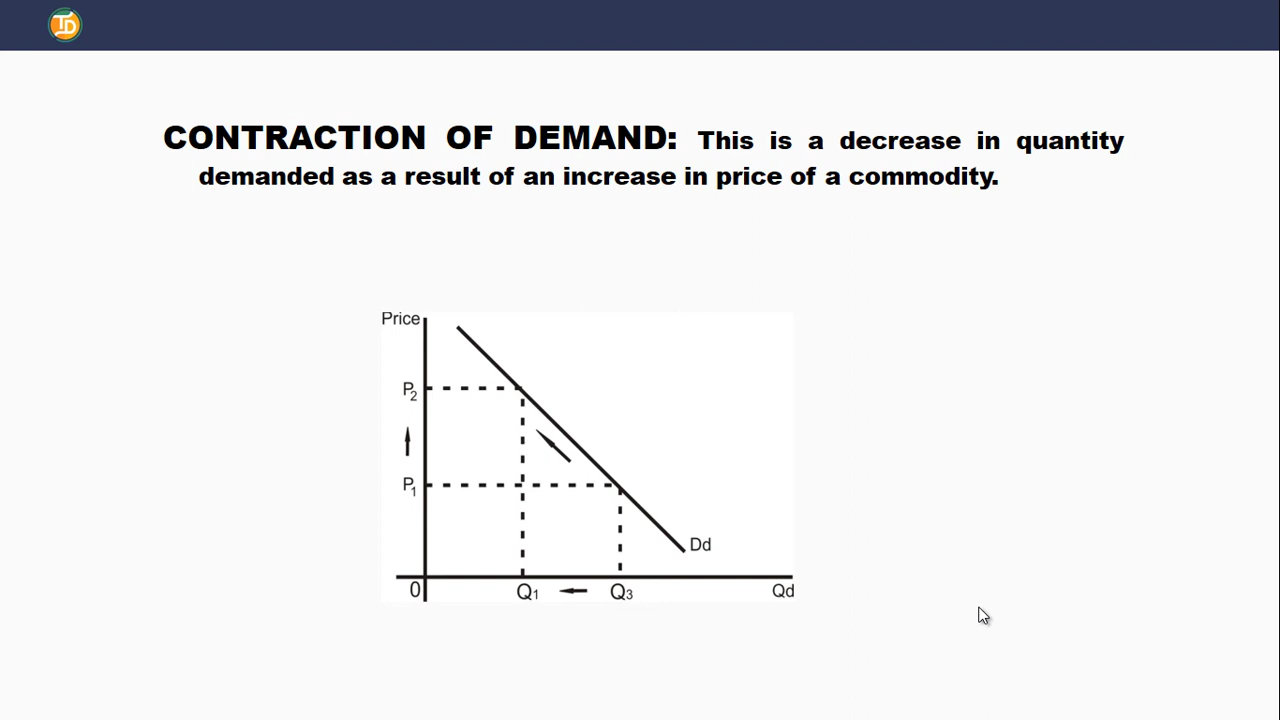 TD
CONTRACTION OF DEMAND: This is a decrease in quantity
demanded as a result of an increase in price of a commodity.
Price
P2
P1
Dd
0
Q1
Q3
Qd